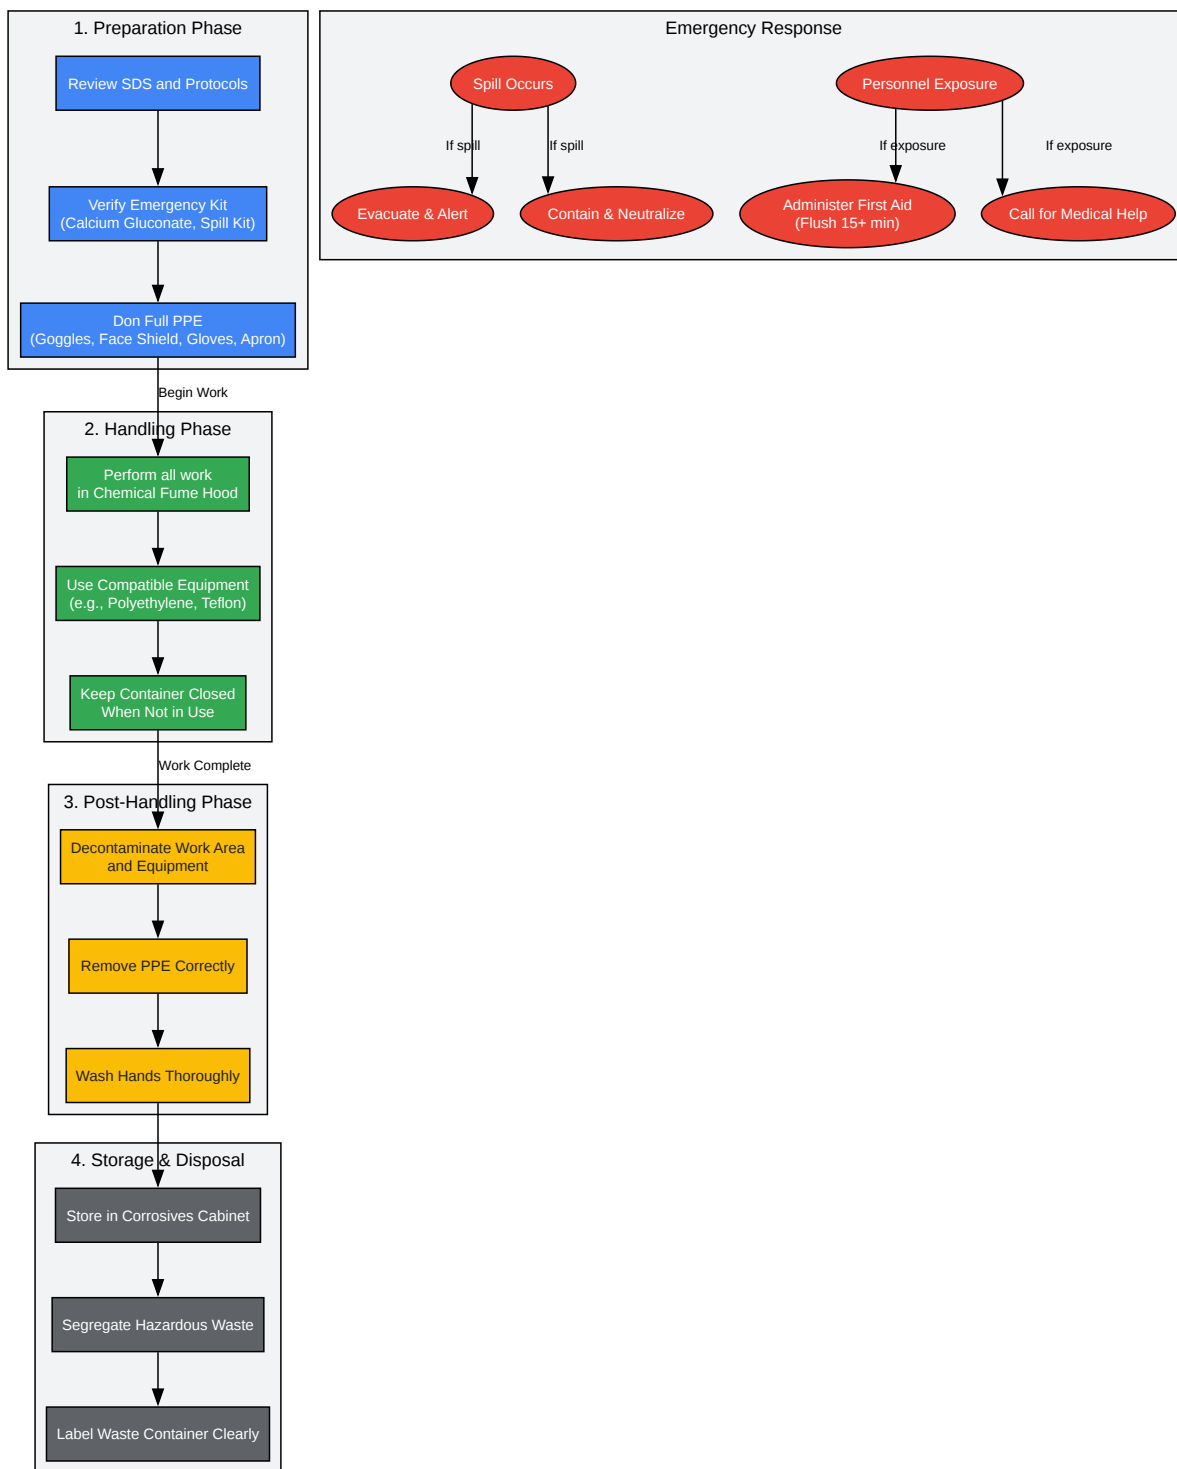 1. Preparation Phase
Review SDS and Protocols
Verify Emergency Kit
(Calcium Gluconate, Spill Kit)
Don Full PPE
(Goggles, Face Shield, Gloves, Apron)
Begin Work
2. Handling Phase
Perform all work
in Chemical Fume Hood
Use Compatible Equipment
(e.g., Polyethylene, Teflon)
Keep Container Closed
When Not in Use
Work Complete
3. Post-Handling Phase
Decontaminate Work Area
and Equipment
Remove PPE Correctly
Wash Hands Thoroughly
4. Storage & Disposal
Store in Corrosives Cabinet
Segregate Hazardous Waste
Label Waste Container Clearly
Emergency Response
Spill Occurs
If spill
If spill
Evacuate & Alert
Contain & Neutralize
Personnel Exposure
If exposure
If exposure
Administer First Aid
(Flush 15+ min)
Call for Medical Help